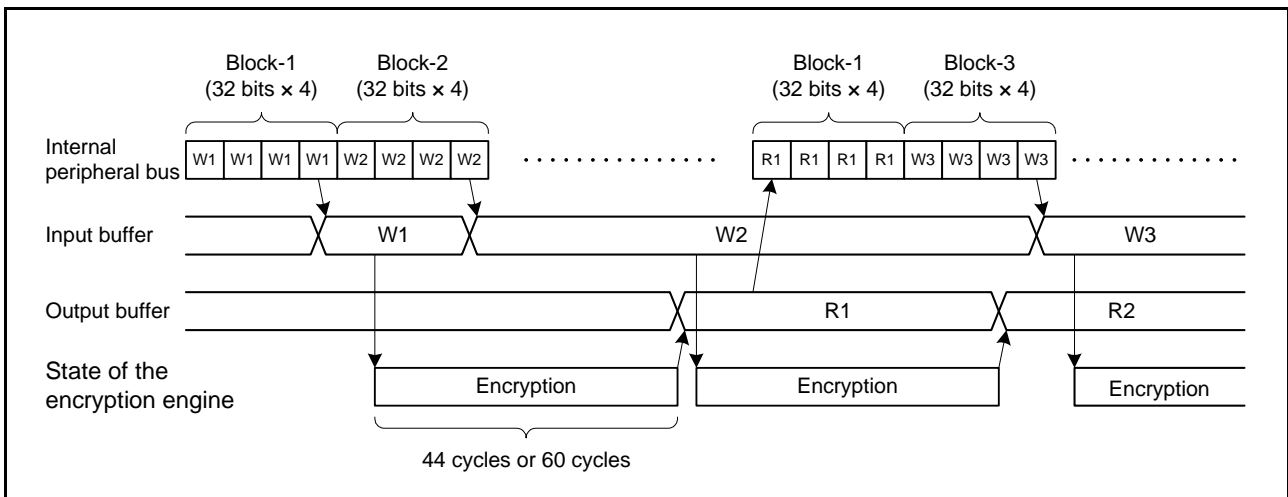 Block-1
(32 bits × 4)
Block-2
(32 bits × 4)
Block-1
(32 bits × 4)
Block-3
(32 bits × 4)
Internal
peripheral bus
W1 W1 W1 W1 W2 W2 W2 W2
R1 R1 R1 R1 W3 W3 W3 W3
Input buffer
W1
W2
W3
Output buffer
R1
R2
State of the
encryption engine
Encryption
Encryption
Encryption
44 cycles or 60 cycles